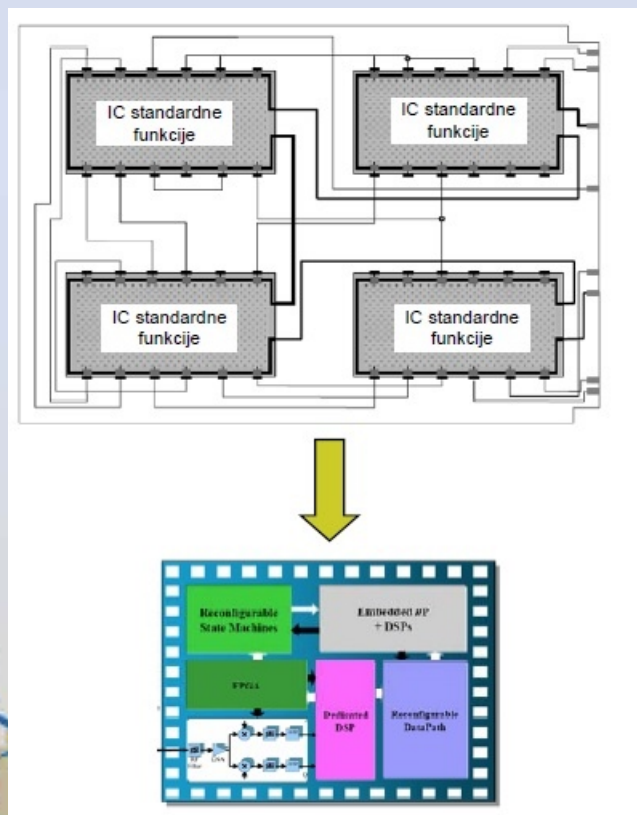 IC standardne
funkcije
IC standardne
funkcije
IC standardne
funkcije
IC standardne
funkcije
Reconfigurable
State Machines
Embedded µP
+ DSPs
FPGA
Dedicated
DSP
Reconfigurable
DataPath